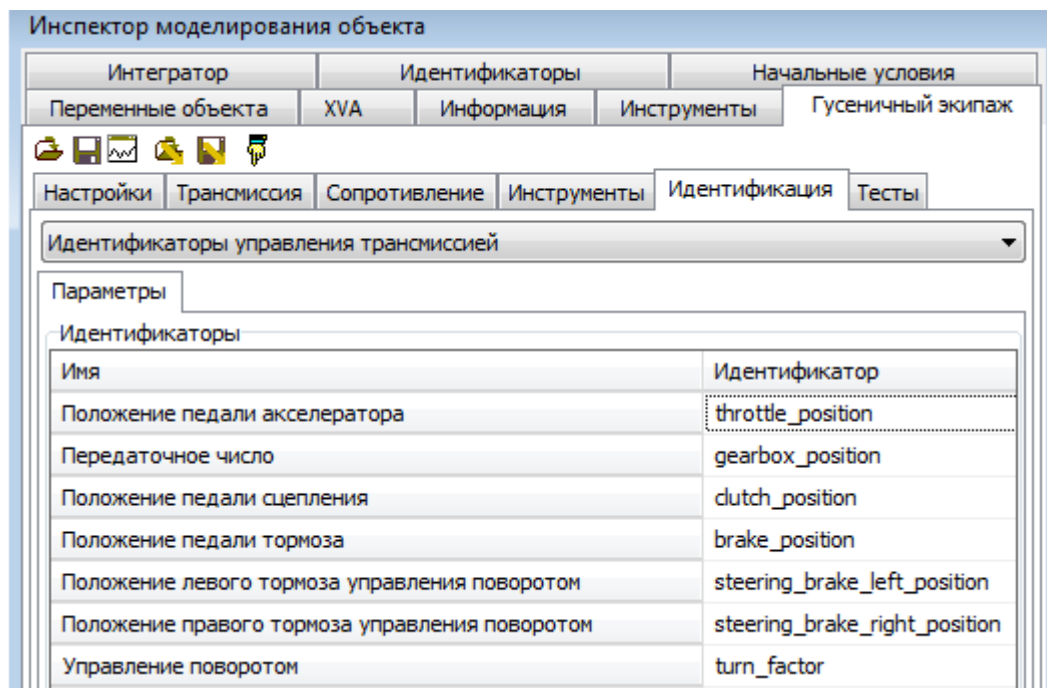 Инспектор моделирования объекта
Интегратор Идентификаторы Начальные условия
Переменные объекта XVA Информация Инструменты Гусеничный экипаж
Настройки Трансмиссия Сопротивление Инструменты Идентификация Тесты
Идентификаторы управления трансмиссией
Параметры
Идентификаторы
Имя Идентификатор
Положение педали акселератора throttle_position
Передаточное число gearbox_position
Положение педали сцепления clutch_position
Положение педали тормоза brake_position
Положение левого тормоза управления поворотом steering_brake_left_position
Положение правого тормоза управления поворотом steering_brake_right_position
Управление поворотом turn_factor